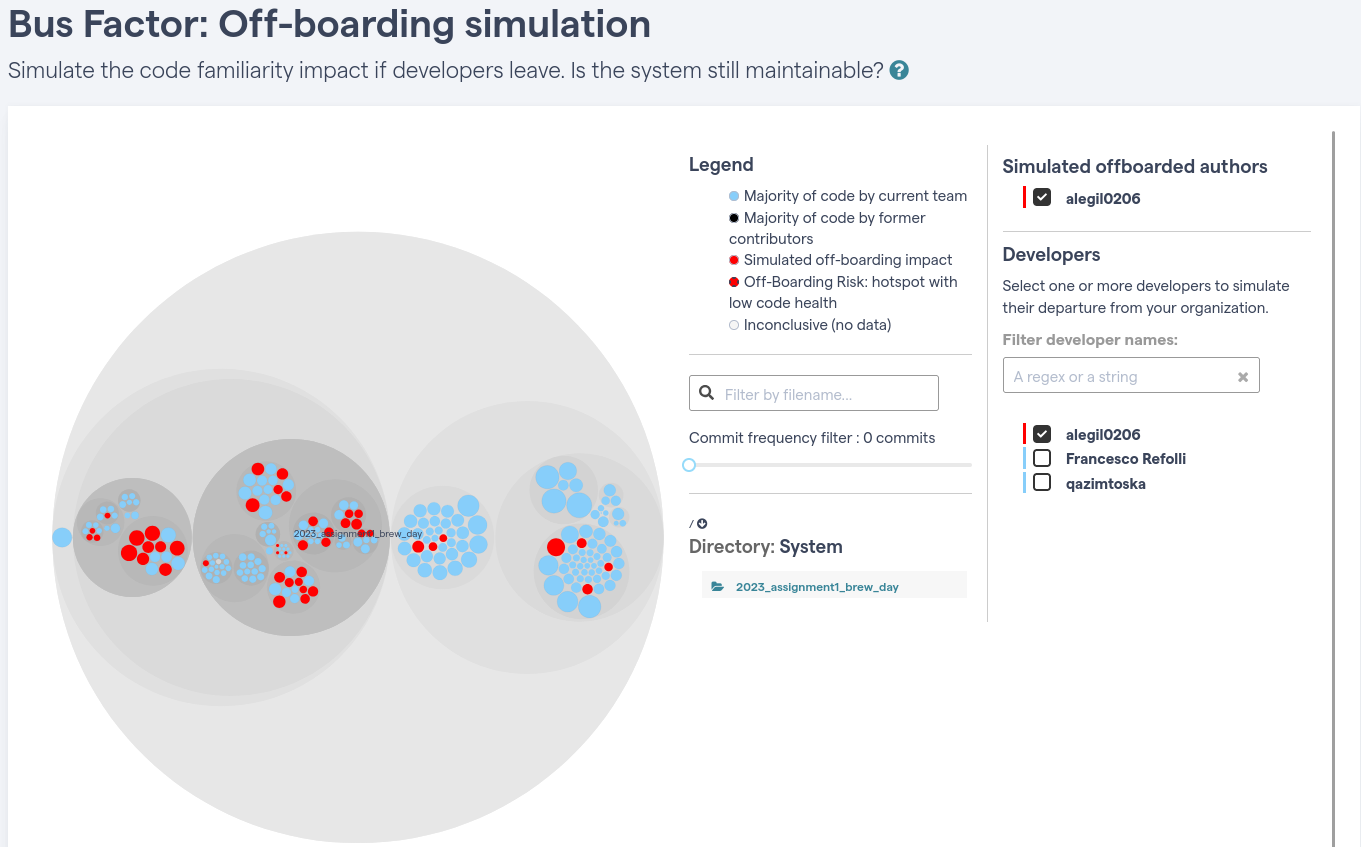 Bus Factor: Off-boarding simulation
Simulate the code familiarity impact if developers leave. Is the system still maintainable? ?
2023_assignment1_brew_day
Legend
Majority of code by current team
Majority of code by former
contributors
Simulated off-boarding impact
Off-Boarding Risk: hotspot with
low code health
Inconclusive (no data)
Filter by filename...
Commit frequency filter : 0 commits
/
Directory: System
2023_assignment1_brew_day
Simulated offboarded authors
alegil0206
Developers
Select one or more developers to simulate
their departure from your organization.
Filter developer names:
A regex or a string
alegil0206
Francesco Refolli
qazimtoska